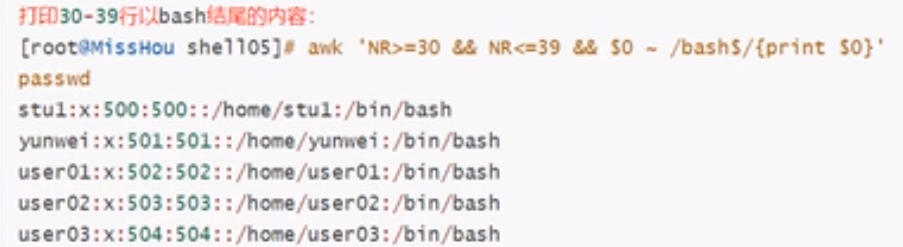 打印30-39行以bash结尾的内容:
[root@MissHou shell05]# awk 'NR>=30 && NR<=39 && $0 ~ /bash$/{print $0}'
passwd
stu1:x:500:500::/home/stu1:/bin/bash
yunwei:x:501:501::/home/yunwei:/bin/bash
user01:x:502:502::/home/user01:/bin/bash
user02:x:503:503::/home/user02:/bin/bash
user03:x:504:504::/home/user03:/bin/bash